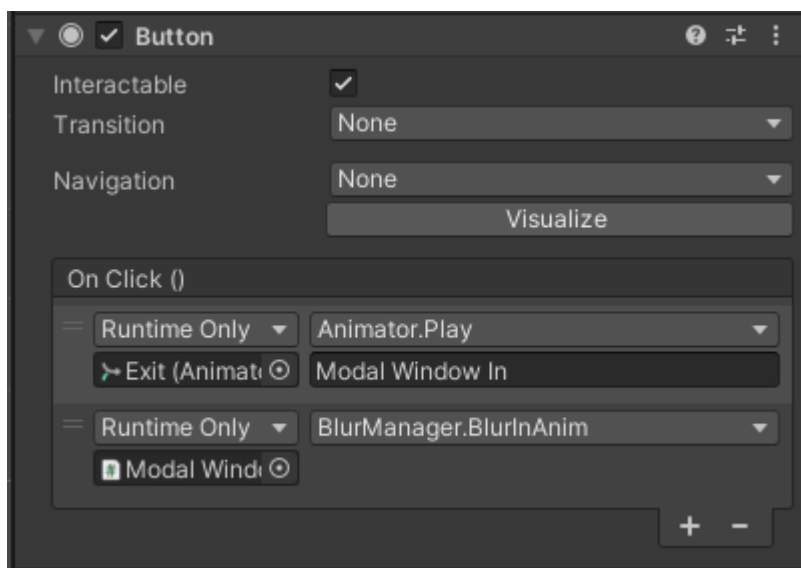 Button
Interactable
Transition None
Navigation None
Visualize
On Click ()
Runtime Only Animator.Play
Exit (Animat Modal Window In
Runtime Only BlurManager.BlurInAnim
Modal Wind